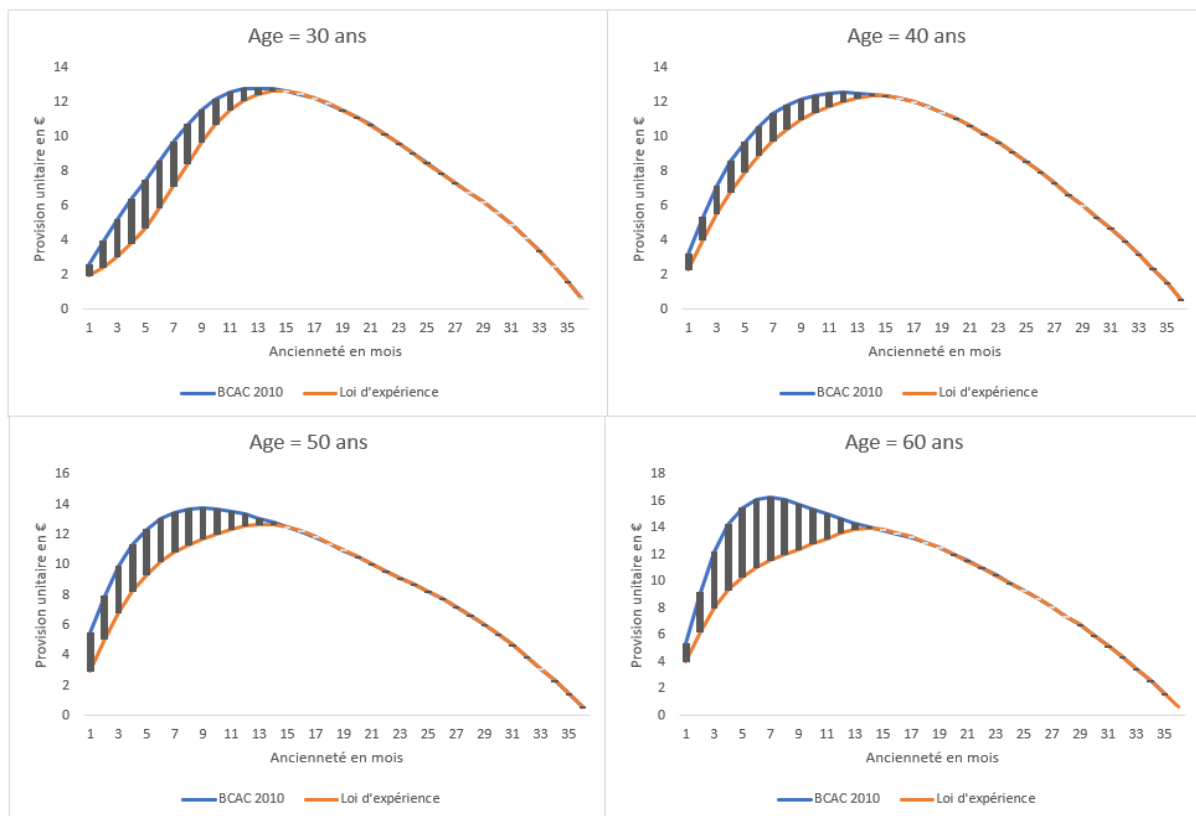 Age = 30 ans
Provision unitaire en €
14
12
10
8
6
4
2
0
1 3 5 7 9 11 13 15 17 19 21 23 25 27 29 31 33 35
Ancienneté en mois
BCAC 2010 Loi d'expérience
Age = 40 ans
Provision unitaire en €
14
12
10
8
6
4
2
0
1 3 5 7 9 11 13 15 17 19 21 23 25 27 29 31 33 35
Ancienneté en mois
BCAC 2010 Loi d'expérience
Age = 50 ans
Provision unitaire en €
16
14
12
10
8
6
4
2
0
1 3 5 7 9 11 13 15 17 19 21 23 25 27 29 31 33 35
Ancienneté en mois
BCAC 2010 Loi d'expérience
Age = 60 ans
Provision unitaire en €
18
16
14
12
10
8
6
4
2
0
1 3 5 7 9 11 13 15 17 19 21 23 25 27 29 31 33 35
Ancienneté en mois
BCAC 2010 Loi d'expérience